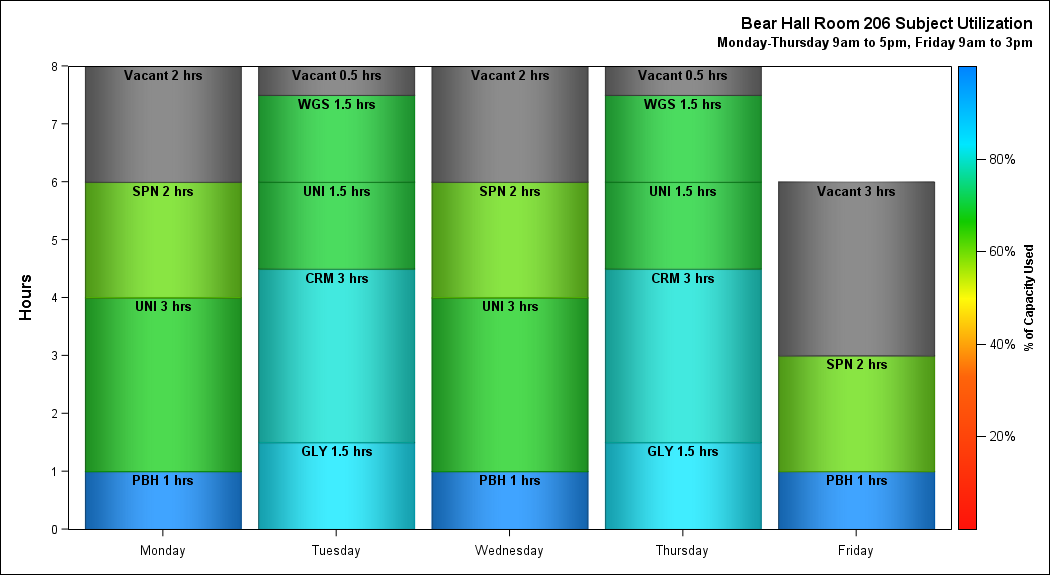 Bear Hall Room 206 Subject Utilization
Monday-Thursday 9am to 5pm, Friday 9am to 3pm
Hours
8
7
6
5
4
3
2
1
0
Vacant 2 hrs
SPN 2 hrs
UNI 3 hrs
PBH 1 hrs
Vacant 0.5 hrs
WGS 1.5 hrs
UNI 1.5 hrs
CRM 3 hrs
GLY 1.5 hrs
Vacant 2 hrs
SPN 2 hrs
UNI 3 hrs
PBH 1 hrs
Vacant 0.5 hrs
WGS 1.5 hrs
UNI 1.5 hrs
CRM 3 hrs
GLY 1.5 hrs
Vacant 3 hrs
SPN 2 hrs
PBH 1 hrs
Monday
Tuesday
Wednesday
Thursday
Friday
80%
60%
40%
20%
% of Capacity Used